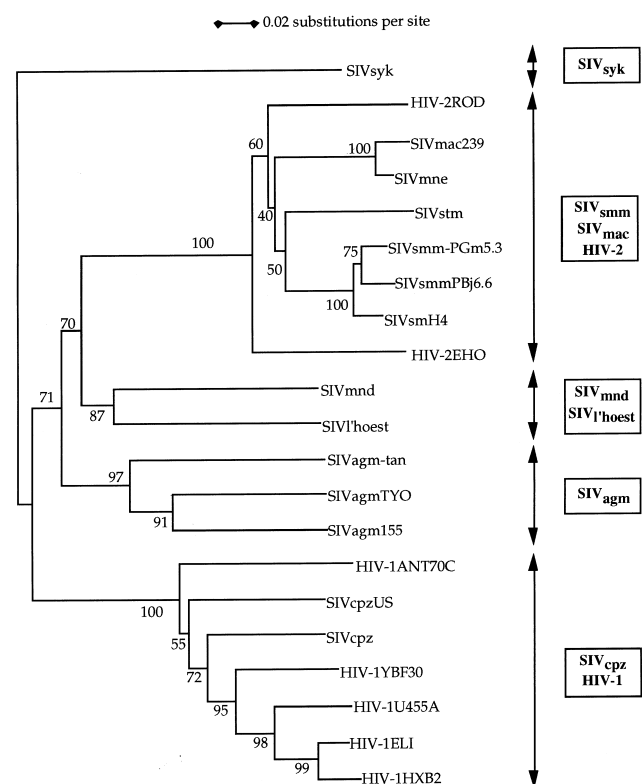 0.02 substitutions per site
SIVsyk
SIVsyk
HIV-2ROD
60
100
SIVmac239
SIVmne
40
SIVstm
SIVsmm
SIVmac
HIV-2
100
50
75
SIVsmm-PGm5.3
SIVsmmPBj6.6
100
SIVsmH4
70
HIV-2EHO
71
87
SIVmnd
SIVl'hoest
SIVmnd
SIVl'hoest
97
SIVagm-tan
91
SIVagmTYO
SIVagm155
SIVagm
100
HIV-1ANT70C
55
SIVcpzUS
72
SIVcpz
95
HIV-1YBF30
SIVcpz
HIV-1
98
HIV-1U455A
99
HIV-1ELI
HIV-1HXB2